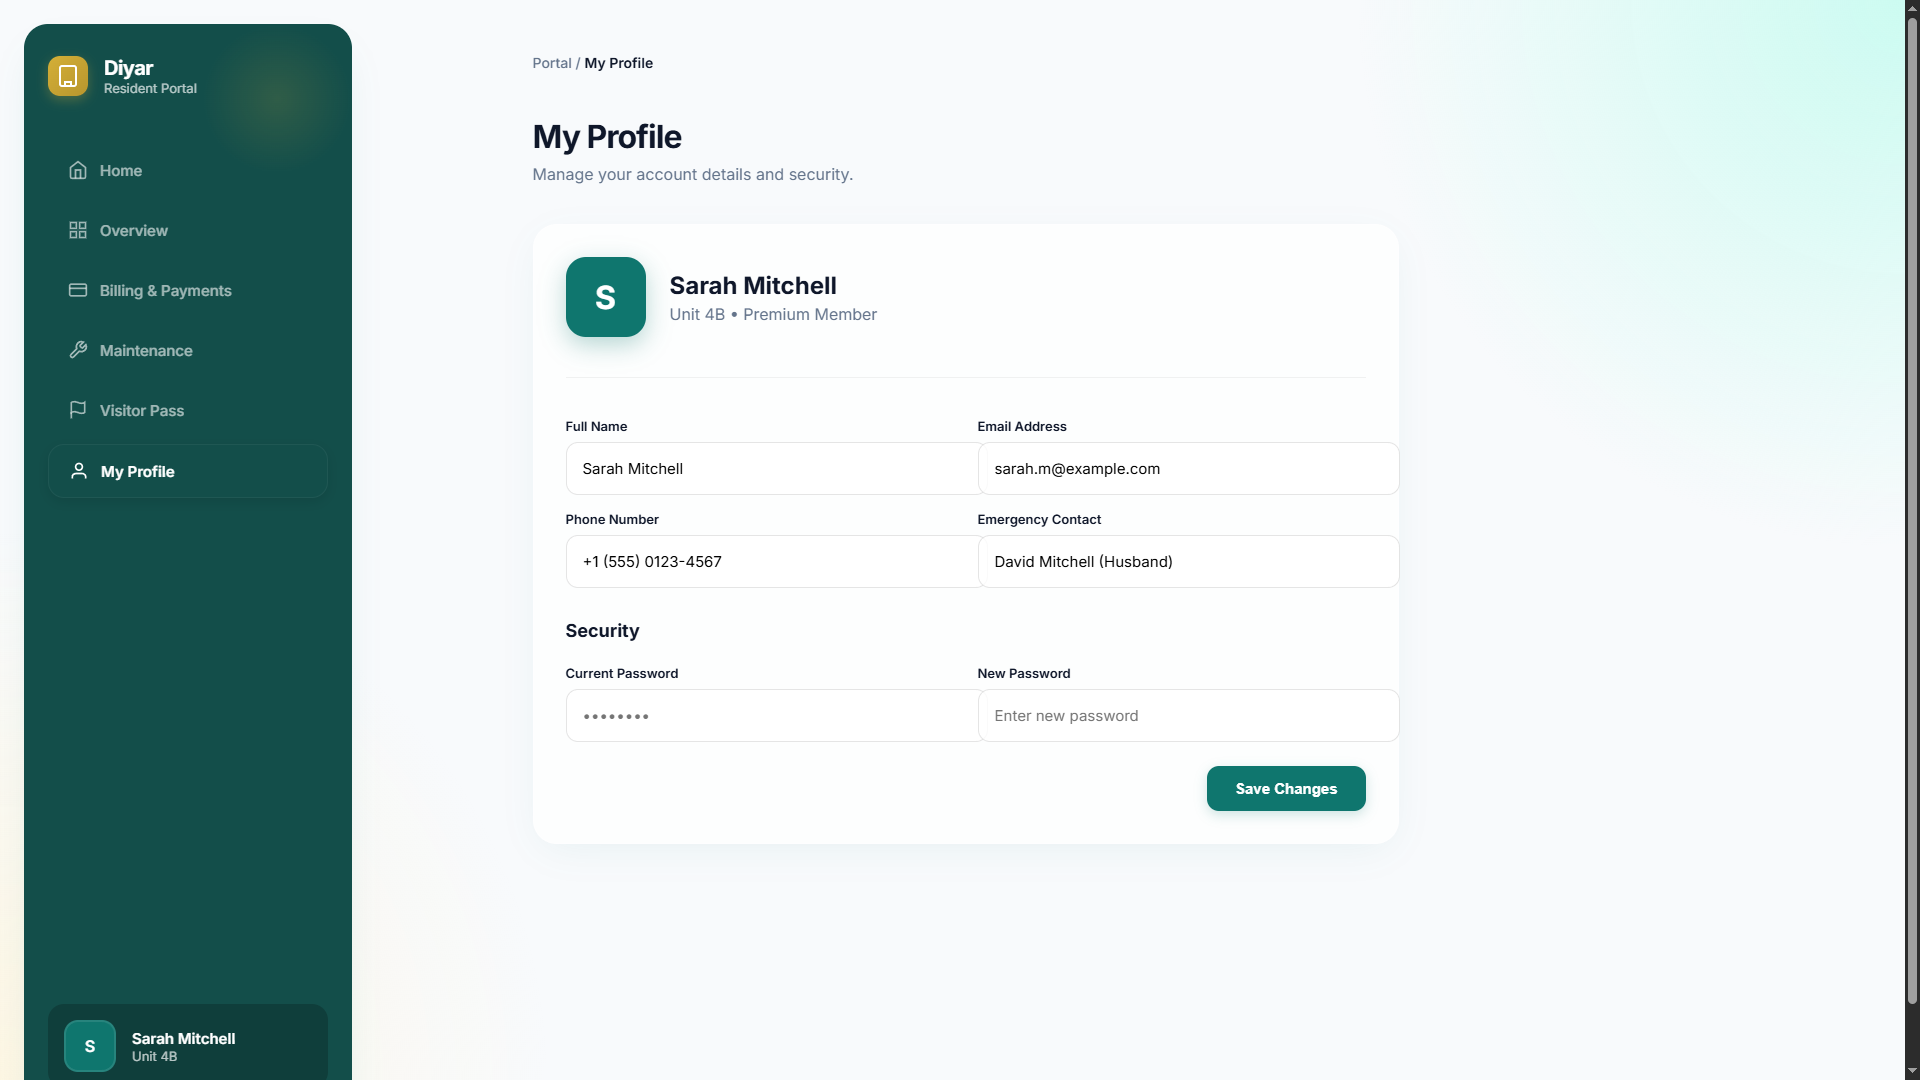 Diyar
Resident Portal
Home
Overview
Billing & Payments
Maintenance
Visitor Pass
My Profile
S
Sarah Mitchell
Unit 4B
Portal / My Profile
My Profile
Manage your account details and security.
S
Sarah Mitchell
Unit 4B • Premium Member
Full Name
Email Address
Sarah Mitchell
sarah.m@example.com
Phone Number
Emergency Contact
+1 (555) 0123-4567
David Mitchell (Husband)
Security
Current Password
New Password
••••••••
Enter new password
Save Changes